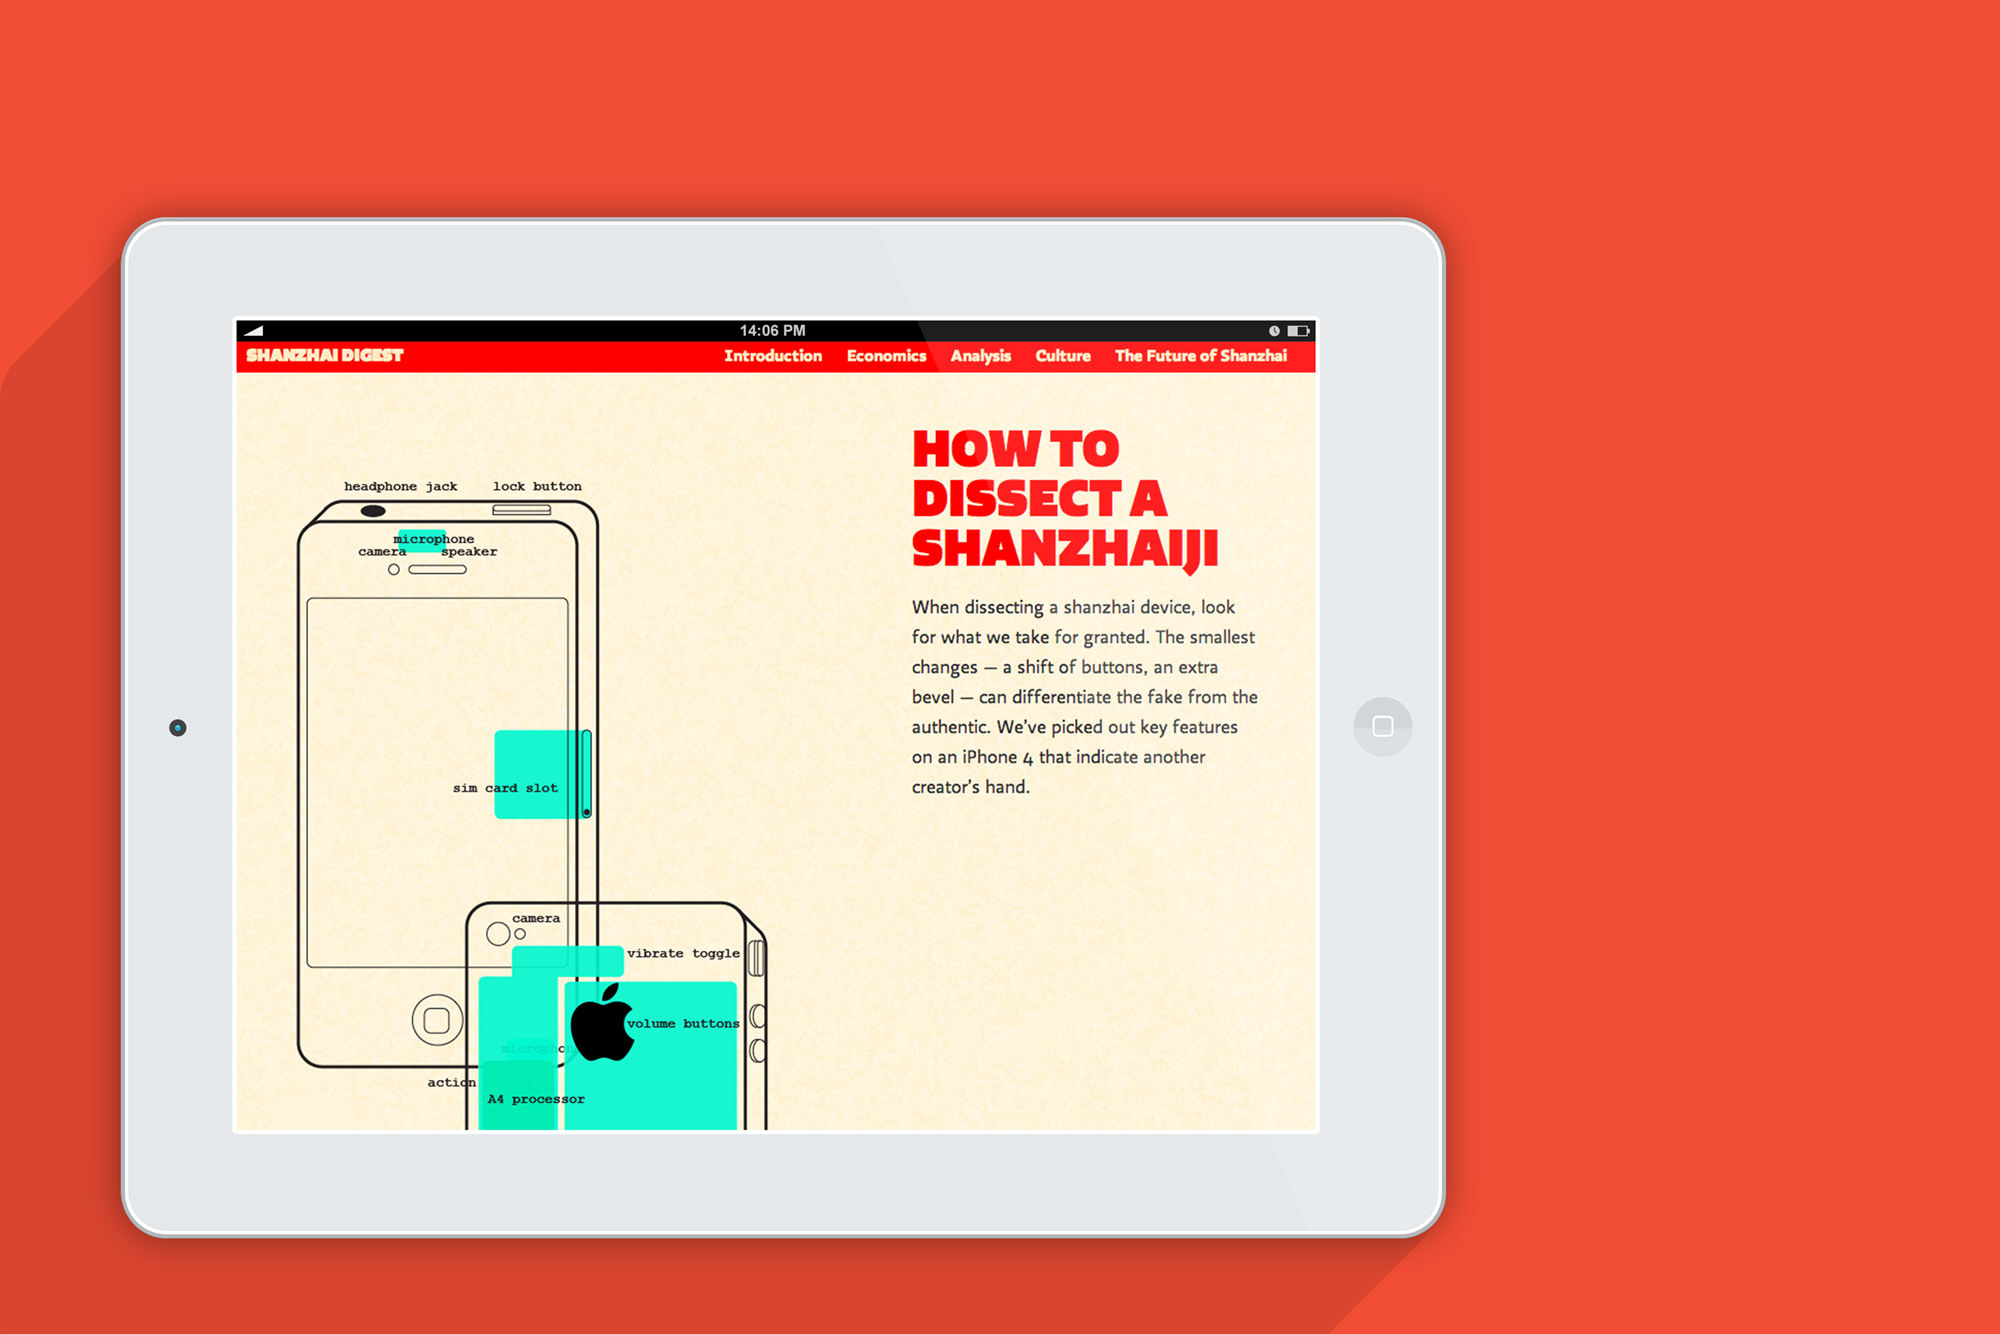 14:06 PM
SHANZHAI DIGEST
Introduction Economics Analysis Culture The Future of Shanzhai
HOW TO
DISSECT A
SHANZHAIJI
When dissecting a shanzhai device, look
for what we take for granted. The smallest
changes — a shift of buttons, an extra
bevel — can differentiate the fake from the
authentic. We’ve picked out key features
on an iPhone 4 that indicate another
creator’s hand.
headphone jack lock button
microphone
camera speaker
sim card slot
camera
vibrate toggle
volume buttons
microphon
action
A4 processor